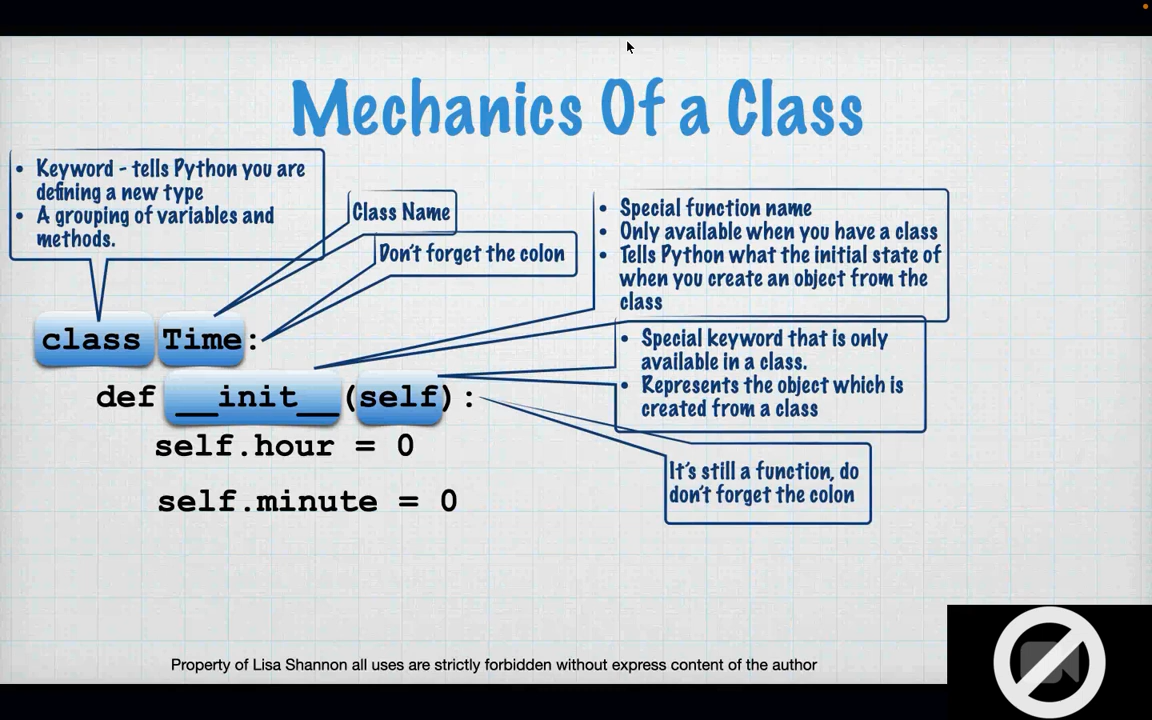 Mechanics Of a Class
• Keyword - tells Python you are
defining a new type
• A grouping of variables and
methods.
Class Name
Don't forget the colon
• Special function name
• Only available when you have a class
• Tells Python what the initial state of
when you create an object from the
class
class Time:
• Special keyword that is only
available in a class.
• Represents the object which is
created from a class
def __init__(self):
self.hour = 0
It's still a function, do
don't forget the colon
self.minute = 0
Property of Lisa Shannon all uses are strictly forbidden without express content of the author